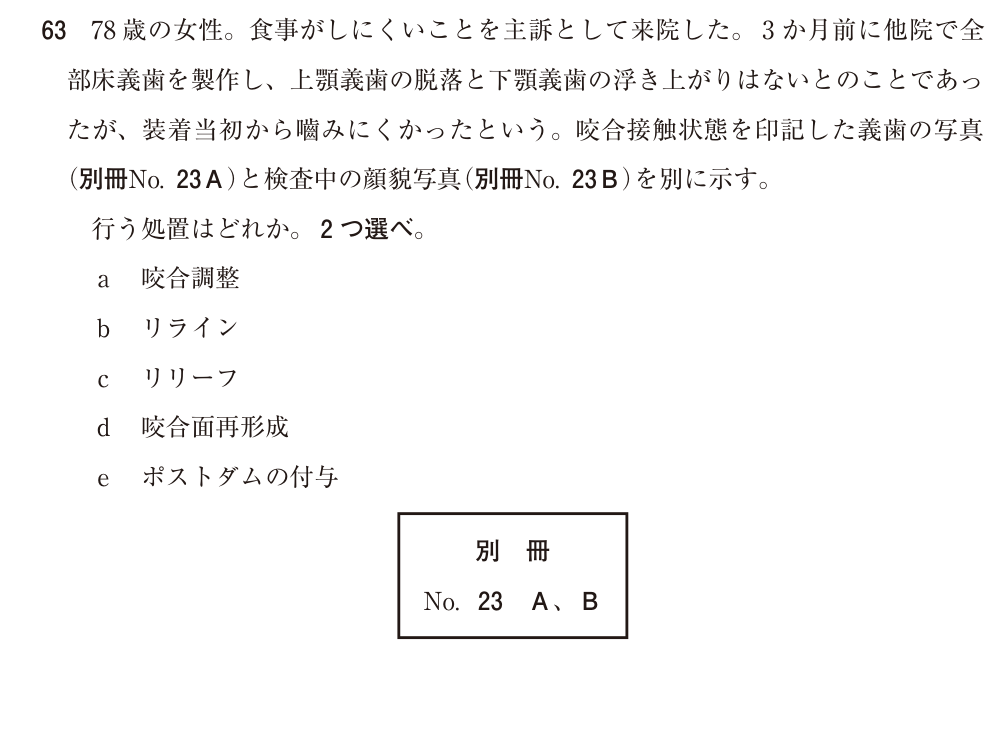 63 78歳の女性。食事がしにくいことを主訴として来院した。3か月前に他院で全
部床義歯を製作し、上顎義歯の脱落と下顎義歯の浮き上がりはないとのことであっ
たが、装着当初から嚙みにくかったという。咬合接触状態を印記した義歯の写真
(別冊No. 23 A)と検査中の顔貌写真(別冊No. 23 B)を別に示す。
行う処置はどれか。2つ選べ。
a 咬合調整
b リライン
c リリーフ
d 咬合面再形成
e ポストダムの付与
別 冊
No. 23 A、B